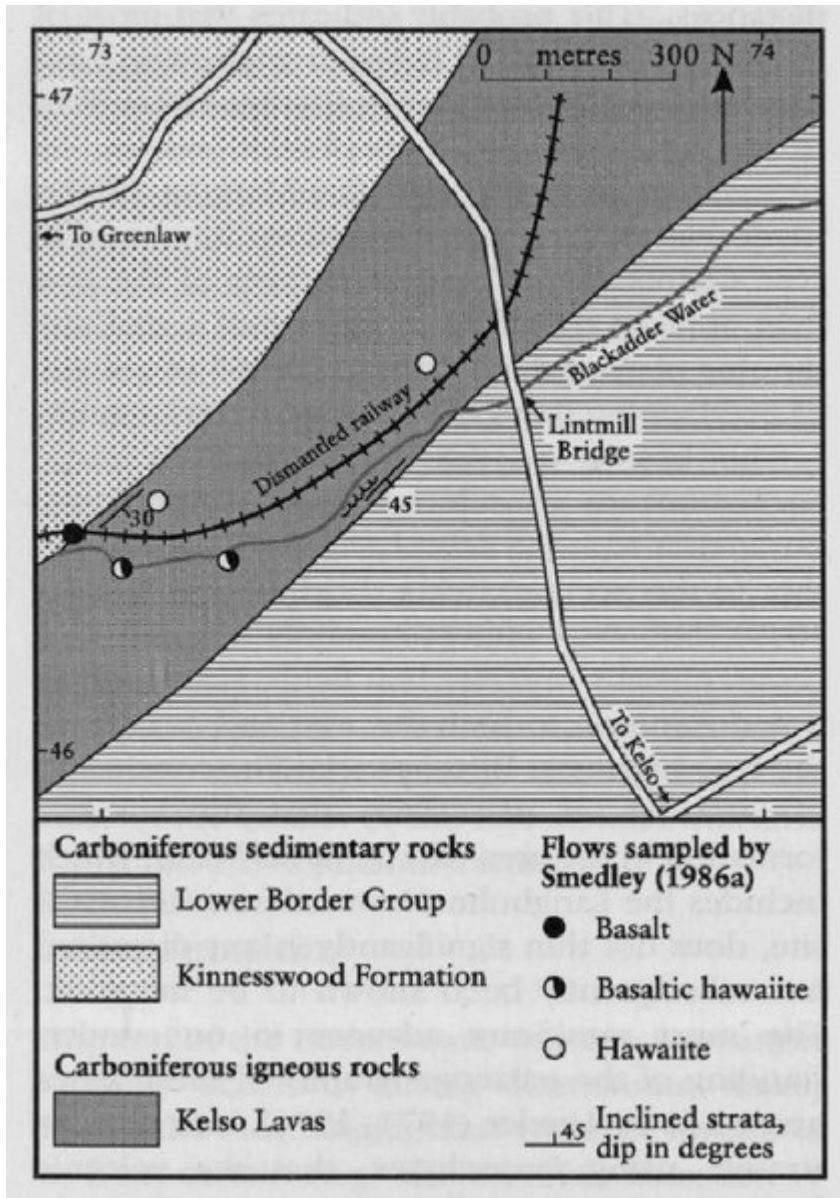 73
0 metres 300 N 74
47
To Greenlaw
Blackadder Water
Dismantled railway
Lintmill
Bridge
30
45
To Kelso
46
Carboniferous sedimentary rocks
Lower Border Group
Kinnesswood Formation
Carboniferous igneous rocks
Kelso Lavas
Flows sampled by
Smedley (1986a)
Basalt
Basaltic hawaiite
Hawaiite
45 Inclined strata,
dip in degrees